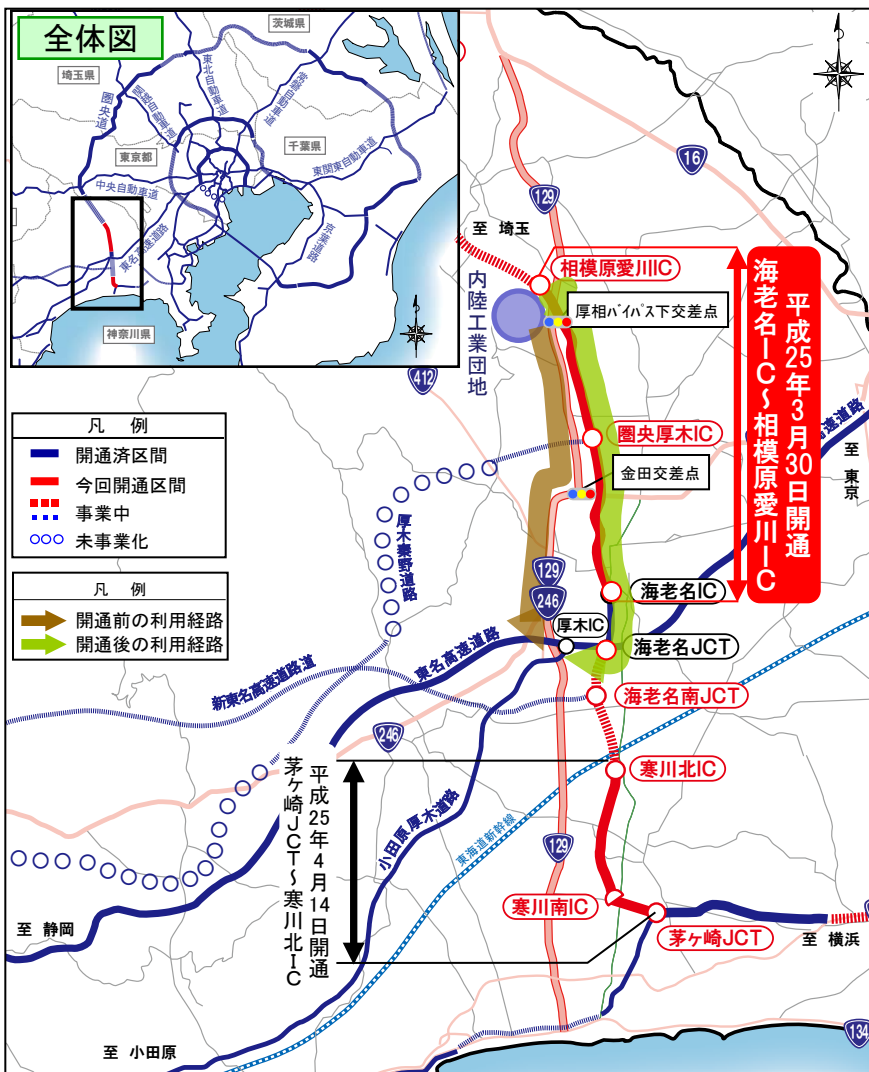 全体図
茨城県
埼玉県
圏央道
関越自動車道
東北自動車道
常磐自動車道
東京都
千葉県
東関東自動車道
中央自動車道
東名高速道路
京葉道路
神奈川県
16
129
至 埼玉
相模原愛川IC
内陸工業団地
厚相バイパス下交差点
412
平成25年3月30日開通
海老名IC～相模原愛川IC
高速道路
至 東京
凡 例
開通済区間
今回開通区間
事業中
未事業化
圏央厚木IC
金田交差点
厚木秦野道路
凡 例
開通前の利用経路
開通後の利用経路
129
246
海老名IC
厚木IC
海老名JCT
東名高速道路
新東名高速道路道
海老名南JCT
246
寒川北IC
平成25年4月14日開通
茅ヶ崎JCT～寒川北IC
小田原厚木道路
東海道新幹線
129
寒川南IC
茅ヶ崎JCT
至 静岡
至 横浜
至 小田原
134